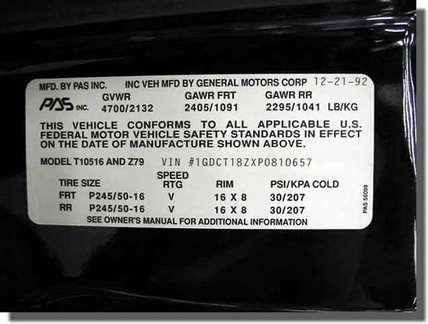 MFD. BY PAS INC. INC VEH MFD BY GENERAL MOTORS CORP 12-21-92
PAS INC. GVWR GAWR FRT GAWR RR
4700/2132 2405/1091 2295/1041 LB/KG
THIS VEHICLE CONFORMS TO ALL APPLICABLE U.S.
FEDERAL MOTOR VEHICLE SAFETY STANDARDS IN EFFECT
ON THE DATE OF MANUFACTURE SHOWN ABOVE.
MODEL T10516 AND Z79 VIN #1GDCT18ZXP0810657
TIRE SIZE SPEED RTG RIM PSI/KPA COLD
FRT P245/50-16 V 16 X 8 30/207
RR P245/50-16 V 16 X 8 30/207
SEE OWNER'S MANUAL FOR ADDITIONAL INFORMATION
PAS 56099